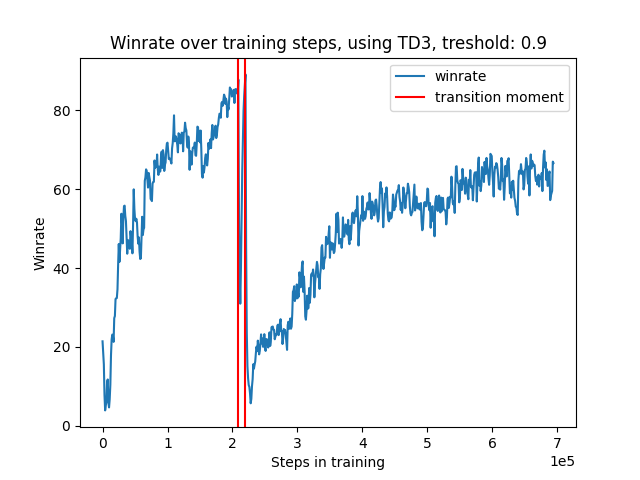 Winrate over training steps, using TD3, treshold: 0.9
winrate
transition moment
Winrate
80
60
40
20
0
0 1 2 3 4 5 6 7
1e5
Steps in training